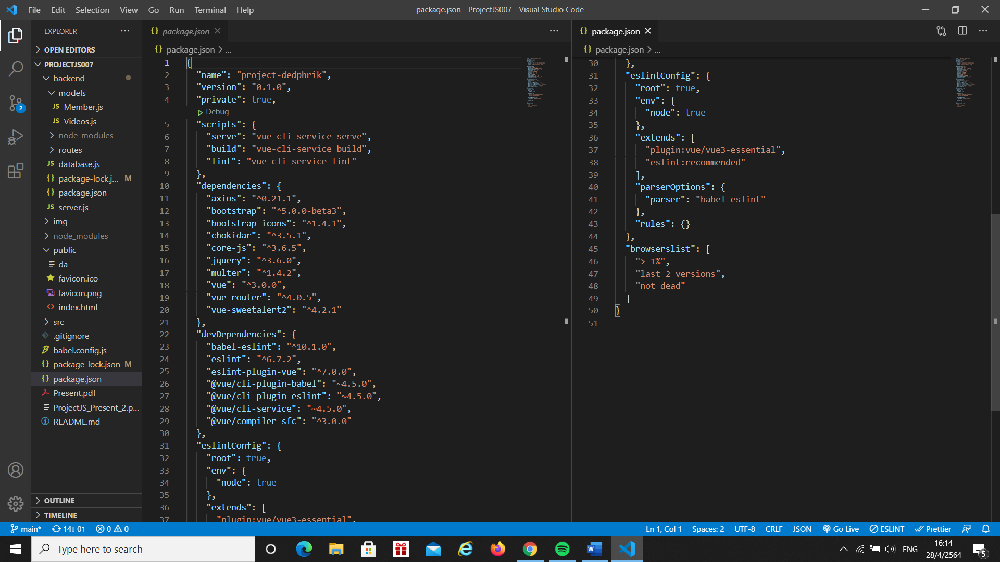 File Edit Selection View Go Run Terminal Help
package.json - ProjectJS007 - Visual Studio Code
EXPLORER ...
OPEN EDITORS
PROJECTJS007
backend
models
JS Member.js
JS Videos.js
node_modules
routes
JS database.js
{} package-lock.j... M
{} package.json
JS server.js
img
node_modules
public
da
favicon.ico
favicon.png
<> index.html
src
.gitignore
babel.config.js
{} package-lock.json M
{} package.json
Present.pdf
ProjectJS_Present_2.p...
README.md
OUTLINE
TIMELINE
2
{} package.json
{} package.json > ...
1 {
2 "name": "project-dedphrik",
3 "version": "0.1.0",
4 "private": true,
Debug
5 "scripts": {
6 "serve": "vue-cli-service serve",
7 "build": "vue-cli-service build",
8 "lint": "vue-cli-service lint"
9 },
10 "dependencies": {
11 "axios": "^0.21.1",
12 "bootstrap": "^5.0.0-beta3",
13 "bootstrap-icons": "^1.4.1",
14 "chokidar": "^3.5.1",
15 "core-js": "^3.6.5",
16 "jquery": "^3.6.0",
17 "multer": "^1.4.2",
18 "vue": "^3.0.0",
19 "vue-router": "^4.0.5",
20 "vue-sweetalert2": "^4.2.1"
21 },
22 "devDependencies": {
23 "babel-eslint": "^10.1.0",
24 "eslint": "^6.7.2",
25 "eslint-plugin-vue": "^7.0.0",
26 "@vue/cli-plugin-babel": "~4.5.0",
27 "@vue/cli-plugin-eslint": "~4.5.0",
28 "@vue/cli-service": "~4.5.0",
29 "@vue/compiler-sfc": "^3.0.0"
30 },
31 "eslintConfig": {
32 "root": true,
33 "env": {
34 "node": true
35 },
36 "extends": [
37 "plugin:vue/vue3-essential",
{} package.json
{} package.json > ...
30 },
31 "eslintConfig": {
32 "root": true,
33 "env": {
34 "node": true
35 },
36 "extends": [
37 "plugin:vue/vue3-essential",
38 "eslint:recommended"
39 ],
40 "parserOptions": {
41 "parser": "babel-eslint"
42 },
43 "rules": {}
44 },
45 "browserslist": [
46 "> 1%",
47 "last 2 versions",
48 "not dead"
49 ]
50 }
51
main* 14↓ 0↑ 0 0
Ln 1, Col 1 Spaces: 2 UTF-8 CRLF JSON Go Live ESLINT Prettier
Type here to search
ENG
16:14
28/4/2564
5